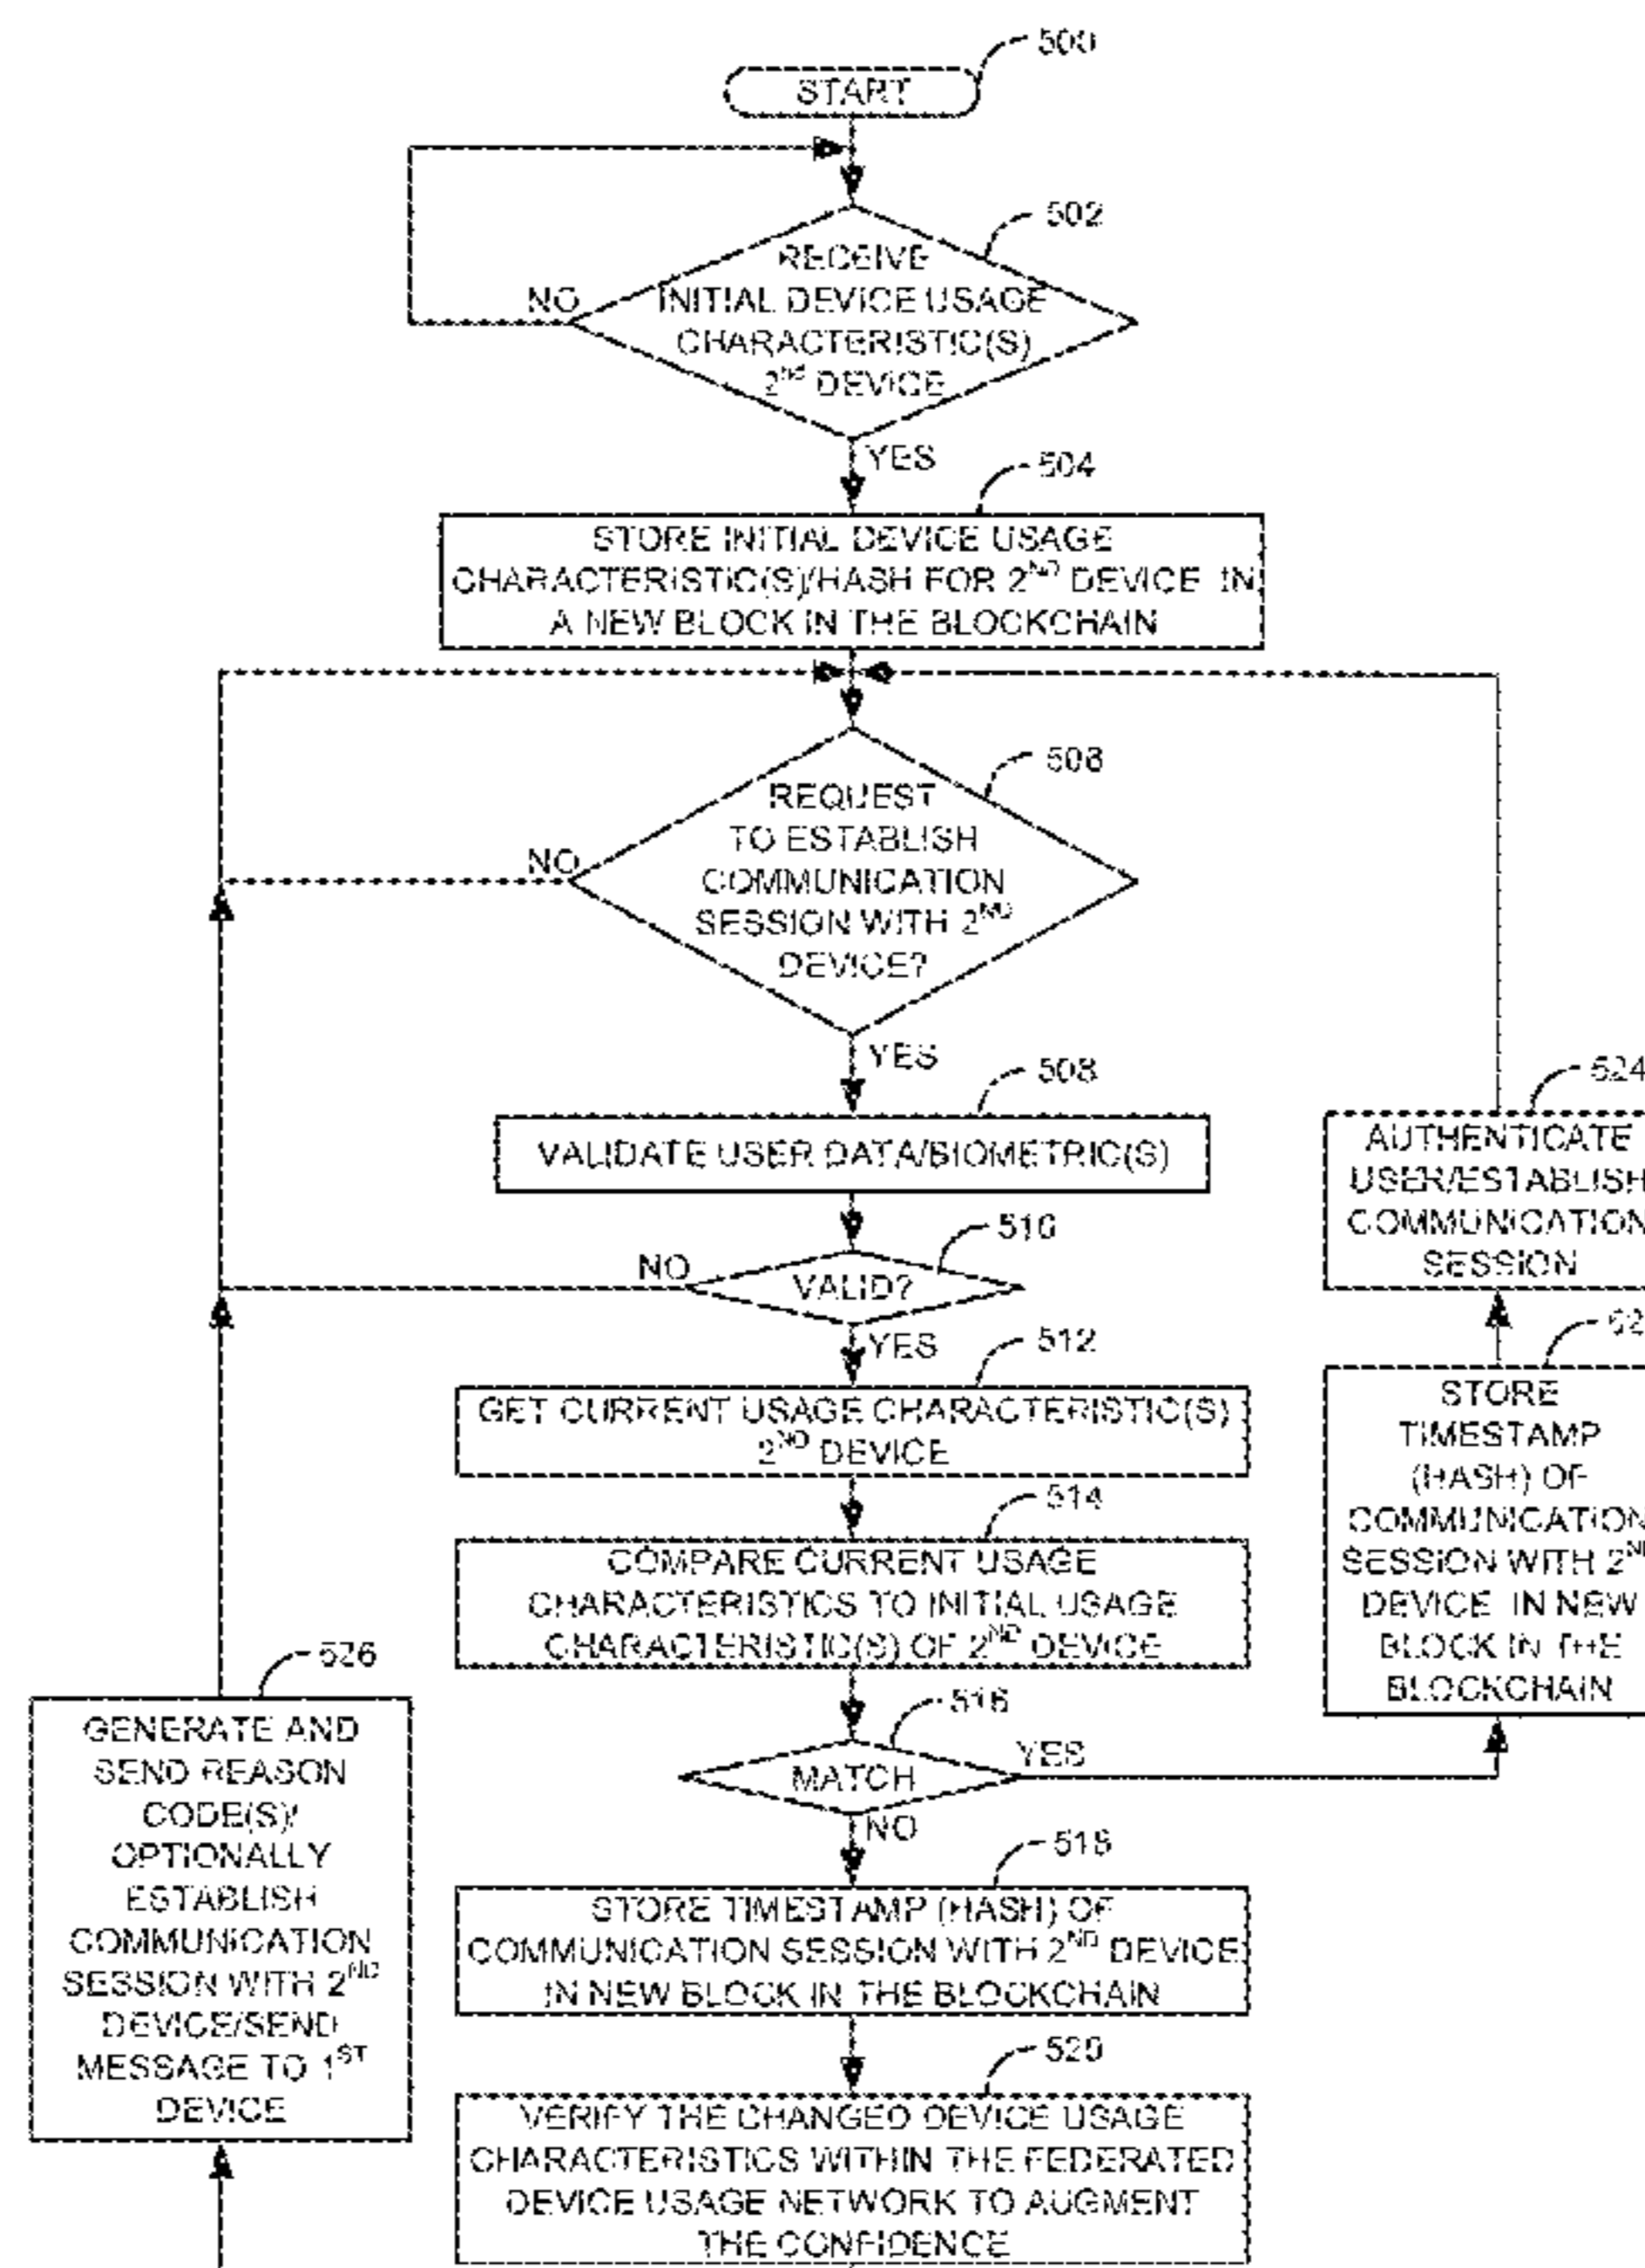 500
START
502
RECEIVE
INITIAL DEVICE USAGE
CHARACTERISTIC(S)
2ND DEVICE
NO
YES
504
STORE INITIAL DEVICE USAGE
CHARACTERISTIC(S)/HASH FOR 2ND DEVICE IN
A NEW BLOCK IN THE BLOCKCHAIN
506
REQUEST
TO ESTABLISH
COMMUNICATION
SESSION WITH 2ND
DEVICE?
NO
YES
508
VALIDATE USER DATA/BIOMETRIC(S)
510
VALID?
NO
YES
512
GET CURRENT USAGE CHARACTERISTIC(S)
2ND DEVICE
514
COMPARE CURRENT USAGE
CHARACTERISTICS TO INITIAL USAGE
CHARACTERISTIC(S) OF 2ND DEVICE
516
MATCH
YES
NO
518
STORE TIMESTAMP (HASH) OF
COMMUNICATION SESSION WITH 2ND DEVICE
IN NEW BLOCK IN THE BLOCKCHAIN
520
VERIFY THE CHANGED DEVICE USAGE
CHARACTERISTICS WITHIN THE FEDERATED
DEVICE USAGE NETWORK TO AUGMENT
THE CONFIDENCE
524
AUTHENTICATE
USER/ESTABLISH
COMMUNICATION
SESSION
STORE
TIMESTAMP
(HASH) OF
COMMUNICATION
SESSION WITH 2ND
DEVICE IN NEW
BLOCK IN THE
BLOCKCHAIN
526
GENERATE AND
SEND REASON
CODE(S)/
OPTIONALLY
ESTABLISH
COMMUNICATION
SESSION WITH 2ND
DEVICE/SEND
MESSAGE TO 1ST
DEVICE